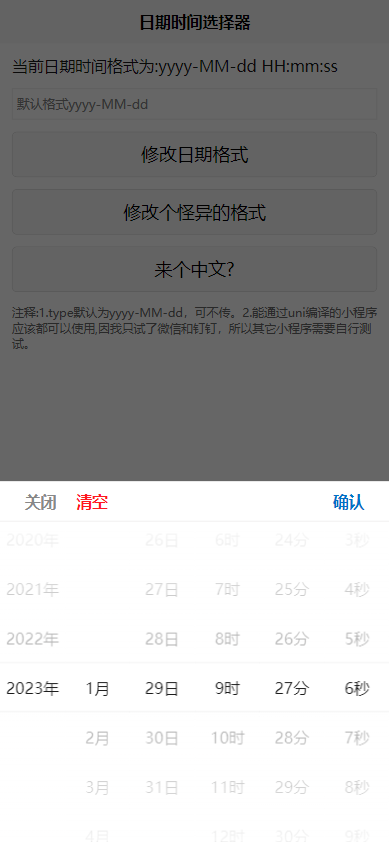 日期时间选择器
当前日期时间格式为:yyyy-MM-dd HH:mm:ss
默认格式yyyy-MM-dd
修改日期格式
修改个怪异的格式
来个中文?
注释:1.type默认为yyyy-MM-dd，可不传。2.能通过uni编译的小程序
应该都可以使用,因我只试了微信和钉钉，所以其它小程序需要自行测
试。
关闭 清空 确认
2020年 26日 6时 24分 3秒
2021年 27日 7时 25分 4秒
2022年 28日 8时 26分 5秒
2023年 1月 29日 9时 27分 6秒
2月 30日 10时 28分 7秒
3月 31日 11时 29分 8秒
4月 12时 30分 9秒